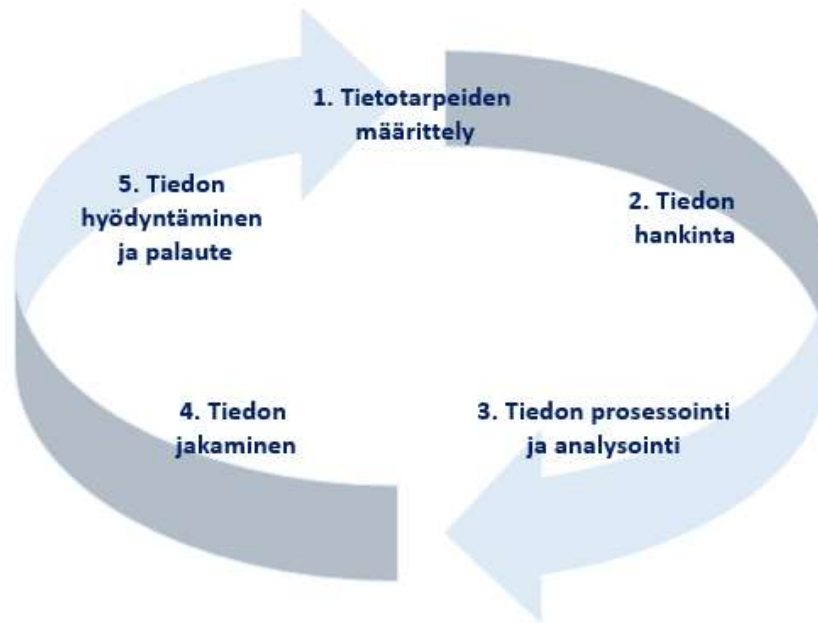 1. Tietotarpeiden
määrittely
2. Tiedon
hankinta
3. Tiedon prosessointi
ja analysointi
4. Tiedon
jakaminen
5. Tiedon
hyödyntäminen
ja palaute